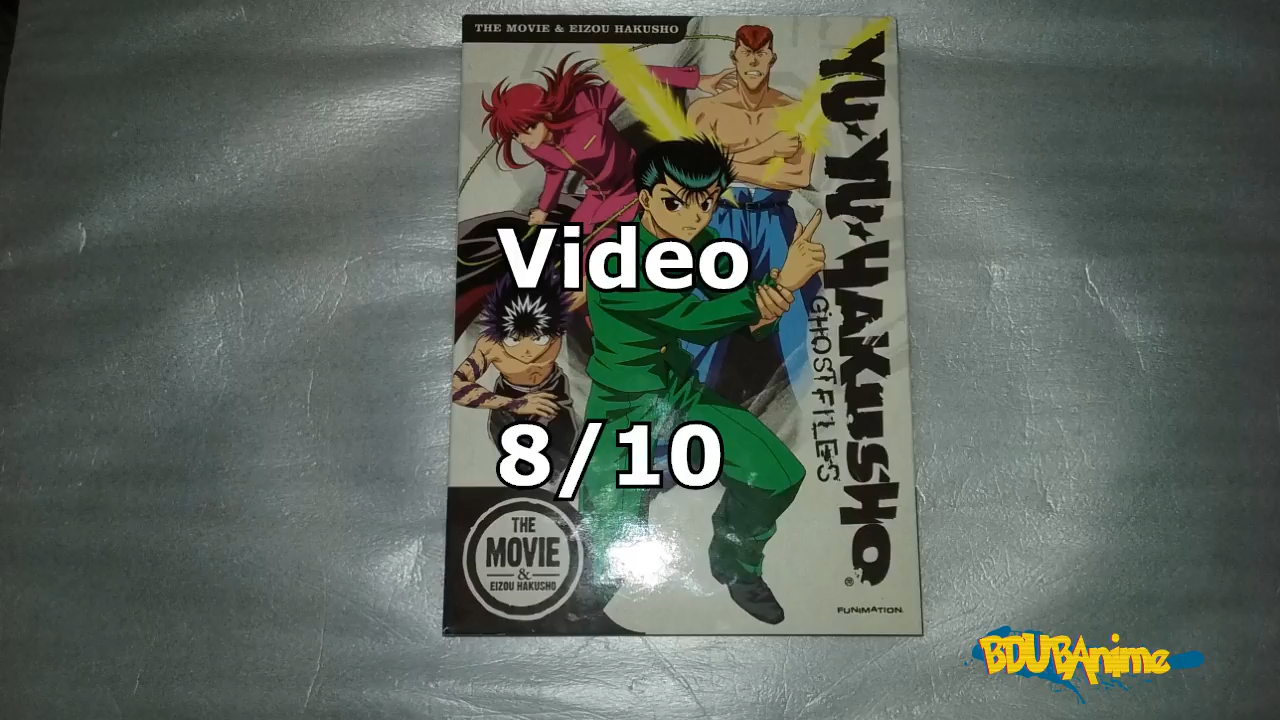 THE MOVIE & EIZOU HAKUSHO
YU★YU★HAKUSHO
GHOST FILES
Video
8/10
THE
MOVIE
&
EIZOU HAKUSHO
®
FUNIMATION
BDUBAnime